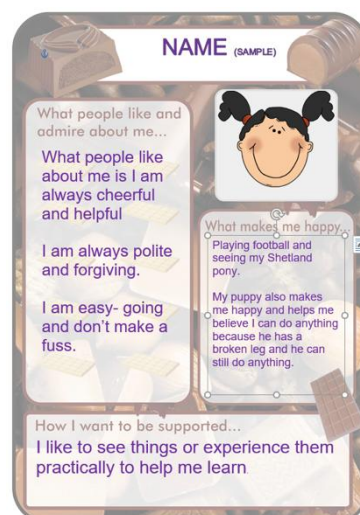 NAME (SAMPLE)
What people like and
admire about me...
What people like
about me is I am
always cheerful
and helpful
I am always polite
and forgiving.
I am easy- going
and don't make a
fuss.
What makes me happy...
Playing football and
seeing my Shetland
pony.
My puppy also makes
me happy and helps me
believe I can do anything
because he has a
broken leg and he can
still do anything.
How I want to be supported...
I like to see things or experience them
practically to help me learn